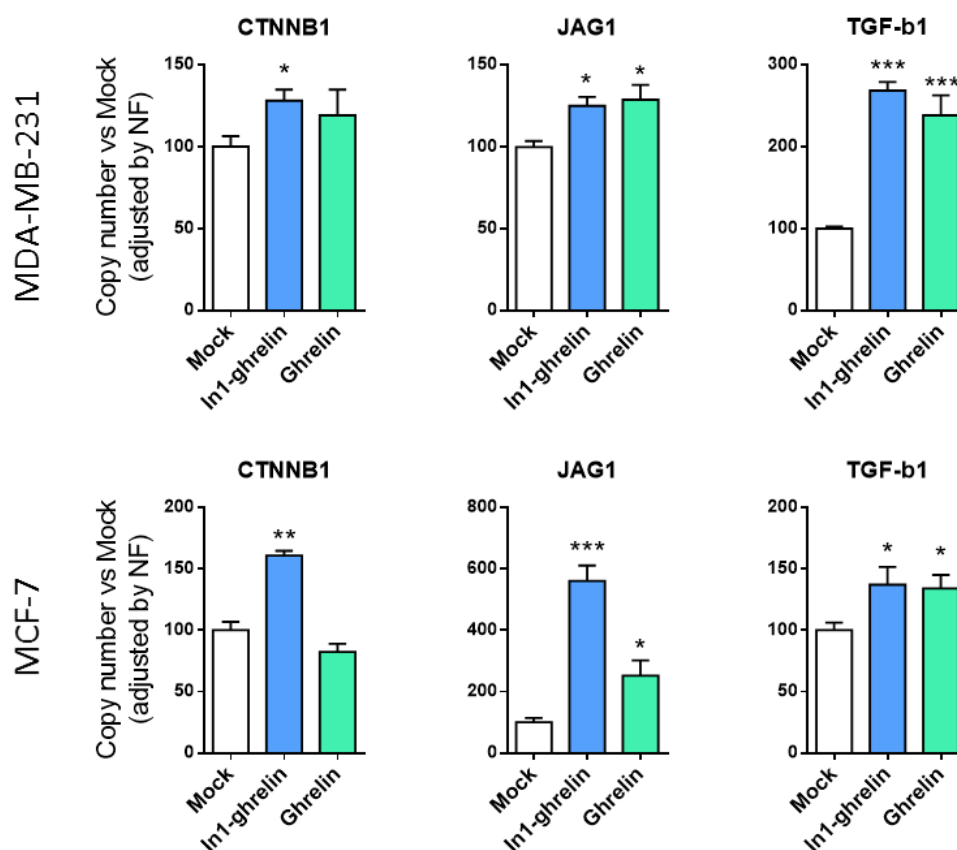 CTNNB1
JAG1
TGF-b1
MDA-MB-231
Copy number vs Mock
(adjusted by NF)
150
100
50
0
*
Mock
In1-ghrelin
Ghrelin
150
100
50
0
*
*
Mock
In1-ghrelin
Ghrelin
300
200
100
0
***
***
Mock
In1-ghrelin
Ghrelin
CTNNB1
JAG1
TGF-b1
MCF-7
Copy number vs Mock
(adjusted by NF)
200
150
100
50
0
**
Mock
In1-ghrelin
Ghrelin
800
600
400
200
0
***
*
Mock
In1-ghrelin
Ghrelin
200
150
100
50
0
*
*
Mock
In1-ghrelin
Ghrelin